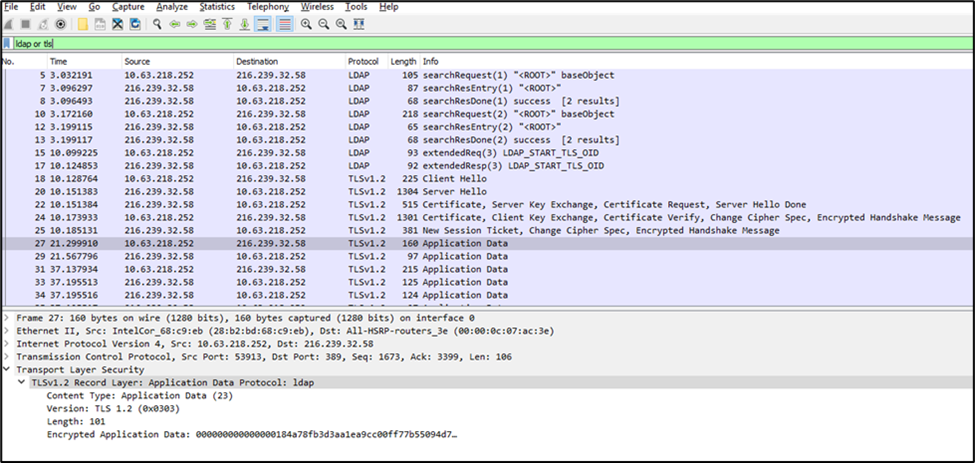 File Edit View Go Capture Analyze Statistics Telephony Wireless Tools Help
ldap or tls
No. Time Source Destination Protocol Length Info
5 3.032191 10.63.218.252 216.239.32.58 LDAP 105 searchRequest(1) "<ROOT>" baseObject
7 3.096297 216.239.32.58 10.63.218.252 LDAP 87 searchResEntry(1) "<ROOT>"
8 3.096493 216.239.32.58 10.63.218.252 LDAP 68 searchResDone(1) success [2 results]
10 3.172160 10.63.218.252 216.239.32.58 LDAP 218 searchRequest(2) "<ROOT>" baseObject
12 3.199115 216.239.32.58 10.63.218.252 LDAP 65 searchResEntry(2) "<ROOT>"
13 3.199117 216.239.32.58 10.63.218.252 LDAP 68 searchResDone(2) success [2 results]
15 10.099225 10.63.218.252 216.239.32.58 LDAP 93 extendedReq(3) LDAP_START_TLS_OID
17 10.124853 216.239.32.58 10.63.218.252 LDAP 92 extendedResp(3) LDAP_START_TLS_OID
18 10.128764 10.63.218.252 216.239.32.58 TLSv1.2 225 Client Hello
20 10.151383 216.239.32.58 10.63.218.252 TLSv1.2 1304 Server Hello
22 10.151384 216.239.32.58 10.63.218.252 TLSv1.2 515 Certificate, Server Key Exchange, Certificate Request, Server Hello Done
24 10.173933 10.63.218.252 216.239.32.58 TLSv1.2 1301 Certificate, Client Key Exchange, Certificate Verify, Change Cipher Spec, Encrypted Handshake Message
25 10.185131 216.239.32.58 10.63.218.252 TLSv1.2 381 New Session Ticket, Change Cipher Spec, Encrypted Handshake Message
27 21.299910 10.63.218.252 216.239.32.58 TLSv1.2 160 Application Data
29 21.567796 216.239.32.58 10.63.218.252 TLSv1.2 97 Application Data
31 37.137934 10.63.218.252 216.239.32.58 TLSv1.2 215 Application Data
33 37.195513 216.239.32.58 10.63.218.252 TLSv1.2 125 Application Data
34 37.195516 216.239.32.58 10.63.218.252 TLSv1.2 124 Application Data
Frame 27: 160 bytes on wire (1280 bits), 160 bytes captured (1280 bits) on interface 0
Ethernet II, Src: IntelCor_68:c9:eb (28:b2:bd:68:c9:eb), Dst: All-HSRP-routers_3e (00:00:0c:07:ac:3e)
Internet Protocol Version 4, Src: 10.63.218.252, Dst: 216.239.32.58
Transmission Control Protocol, Src Port: 53913, Dst Port: 389, Seq: 1673, Ack: 3399, Len: 106
Transport Layer Security
TLSv1.2 Record Layer: Application Data Protocol: ldap
Content Type: Application Data (23)
Version: TLS 1.2 (0x0303)
Length: 101
Encrypted Application Data: 000000000000000184a78fb3d3aa1ea9cc00ff77b55094d7…